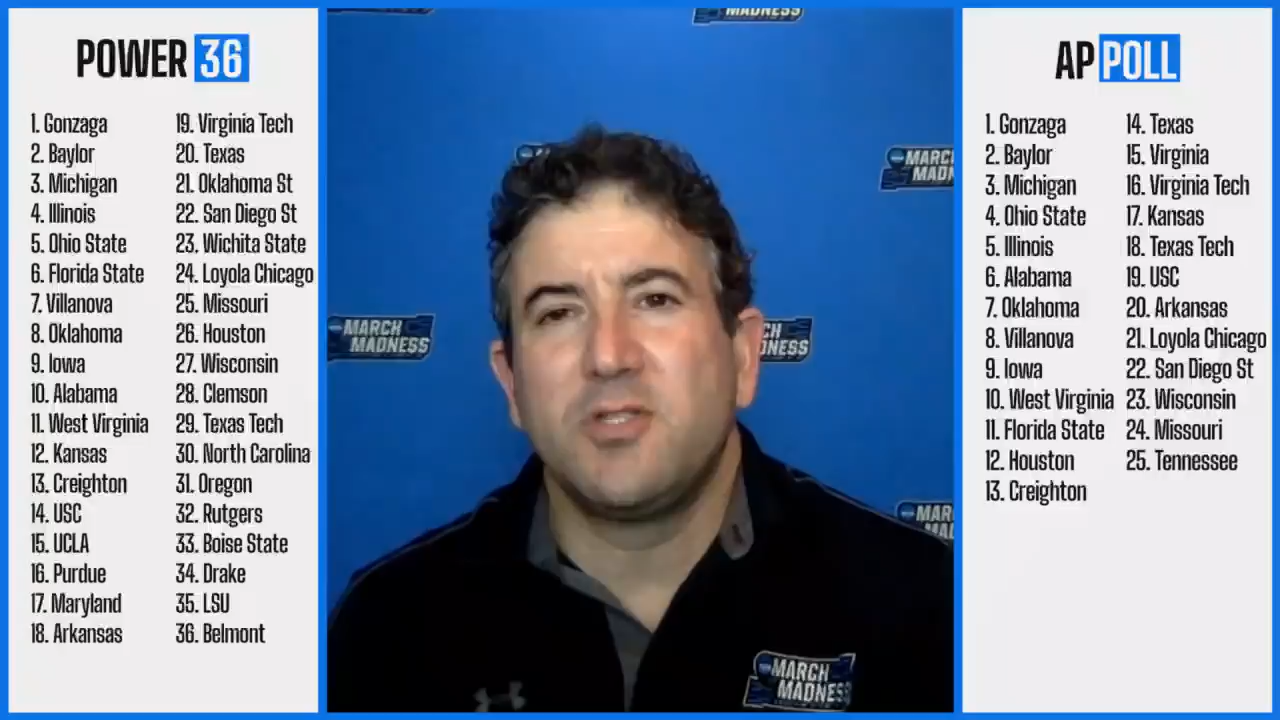 POWER 36
1. Gonzaga
2. Baylor
3. Michigan
4. Illinois
5. Ohio State
6. Florida State
7. Villanova
8. Oklahoma
9. Iowa
10. Alabama
11. West Virginia
12. Kansas
13. Creighton
14. USC
15. UCLA
16. Purdue
17. Maryland
18. Arkansas
19. Virginia Tech
20. Texas
21. Oklahoma St
22. San Diego St
23. Wichita State
24. Loyola Chicago
25. Missouri
26. Houston
27. Wisconsin
28. Clemson
29. Texas Tech
30. North Carolina
31. Oregon
32. Rutgers
33. Boise State
34. Drake
35. LSU
36. Belmont
MADNESS
MARCH
MADN
MARCH
MADNESS
CH
DNESS
MAR
MA
MARCH
MADNESS
AP POLL
1. Gonzaga
2. Baylor
3. Michigan
4. Ohio State
5. Illinois
6. Alabama
7. Oklahoma
8. Villanova
9. Iowa
10. West Virginia
11. Florida State
12. Houston
13. Creighton
14. Texas
15. Virginia
16. Virginia Tech
17. Kansas
18. Texas Tech
19. USC
20. Arkansas
21. Loyola Chicago
22. San Diego St
23. Wisconsin
24. Missouri
25. Tennessee